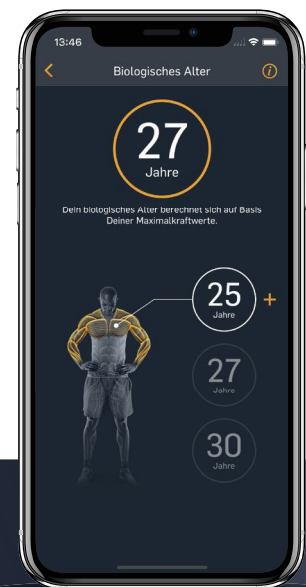 13:46
Biologisches Alter
27
Jahre
Dein biologisches Alter berechnet sich auf Basis
Deiner Maximalkraftwerte.
25
Jahre
+
27
Jahre
30
Jahre